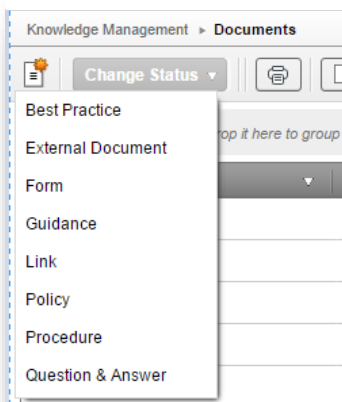 Knowledge Management ▸ Documents
Change Status ▾
Best Practice
rop it here to group
External Document
Form
Guidance
Link
Policy
Procedure
Question & Answer